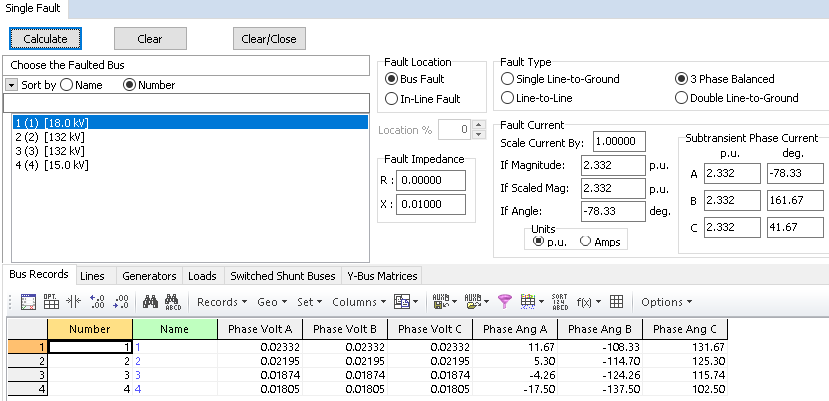 Single Fault
Calculate Clear Clear/Close
Choose the Faulted Bus
Sort by Name Number
1 (1) [18.0 kV]
2 (2) [132 kV]
3 (3) [132 kV]
4 (4) [15.0 kV]
Fault Location
Bus Fault
In-Line Fault
Location % 0
Fault Impedance
R : 0.00000
X : 0.01000
Fault Type
Single Line-to-Ground 3 Phase Balanced
Line-to-Line Double Line-to-Ground
Fault Current
Scale Current By: 1.00000
If Magnitude: 2.332 p.u.
If Scaled Mag: 2.332 p.u.
If Angle: -78.33 deg.
Units
p.u. Amps
Subtransient Phase Current
p.u. deg.
A 2.332 -78.33
B 2.332 161.67
C 2.332 41.67
Bus Records Lines Generators Loads Switched Shunt Buses Y-Bus Matrices
OPT. .00 .0 .00 ABCD Records Geo Set Columns AUXB AUXB SORT ABCD f(x) Options
Number Name Phase Volt A Phase Volt B Phase Volt C Phase Ang A Phase Ang B Phase Ang C
1 1 1 0.02332 0.02332 0.02332 11.67 -108.33 131.67
2 2 2 0.02195 0.02195 0.02195 5.30 -114.70 125.30
3 3 3 0.01874 0.01874 0.01874 -4.26 -124.26 115.74
4 4 4 0.01805 0.01805 0.01805 -17.50 -137.50 102.50